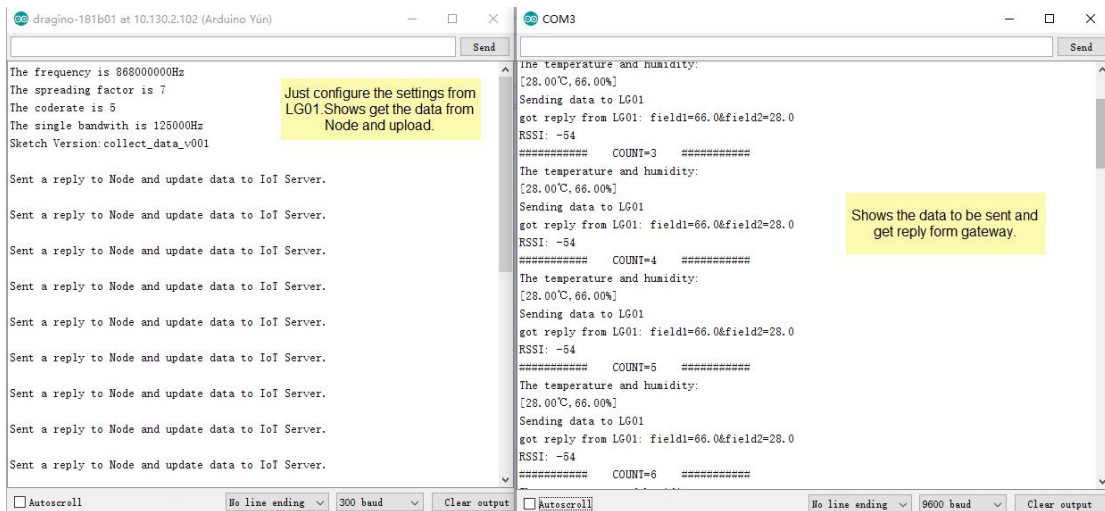 dragino-181b01 at 10.130.2.102 (Arduino Yún)
Send
The frequency is 868000000Hz
The spreading factor is 7
The coderate is 5
The single bandwith is 125000Hz
Sketch Version:collect_data_v001
Just configure the settings from
LG01.Shows get the data from
Node and upload.
Sent a reply to Node and update data to IoT Server.
Sent a reply to Node and update data to IoT Server.
Sent a reply to Node and update data to IoT Server.
Sent a reply to Node and update data to IoT Server.
Sent a reply to Node and update data to IoT Server.
Sent a reply to Node and update data to IoT Server.
Sent a reply to Node and update data to IoT Server.
Sent a reply to Node and update data to IoT Server.
Sent a reply to Node and update data to IoT Server.
Autoscroll
No line ending
300 baud
Clear output
COM3
Send
The temperature and humidity:
[28.00℃,66.00%]
Sending data to LG01
got reply from LG01: field1=66.0&field2=28.0
RSSI: -54
########### COUNT=3 ###########
The temperature and humidity:
[28.00℃,66.00%]
Sending data to LG01
got reply from LG01: field1=66.0&field2=28.0
RSSI: -54
########### COUNT=4 ###########
The temperature and humidity:
[28.00℃,66.00%]
Sending data to LG01
got reply from LG01: field1=66.0&field2=28.0
RSSI: -54
########### COUNT=5 ###########
The temperature and humidity:
[28.00℃,66.00%]
Sending data to LG01
got reply from LG01: field1=66.0&field2=28.0
RSSI: -54
########### COUNT=6 ###########
Shows the data to be sent and
get reply form gateway.
Autoscroll
No line ending
9600 baud
Clear output